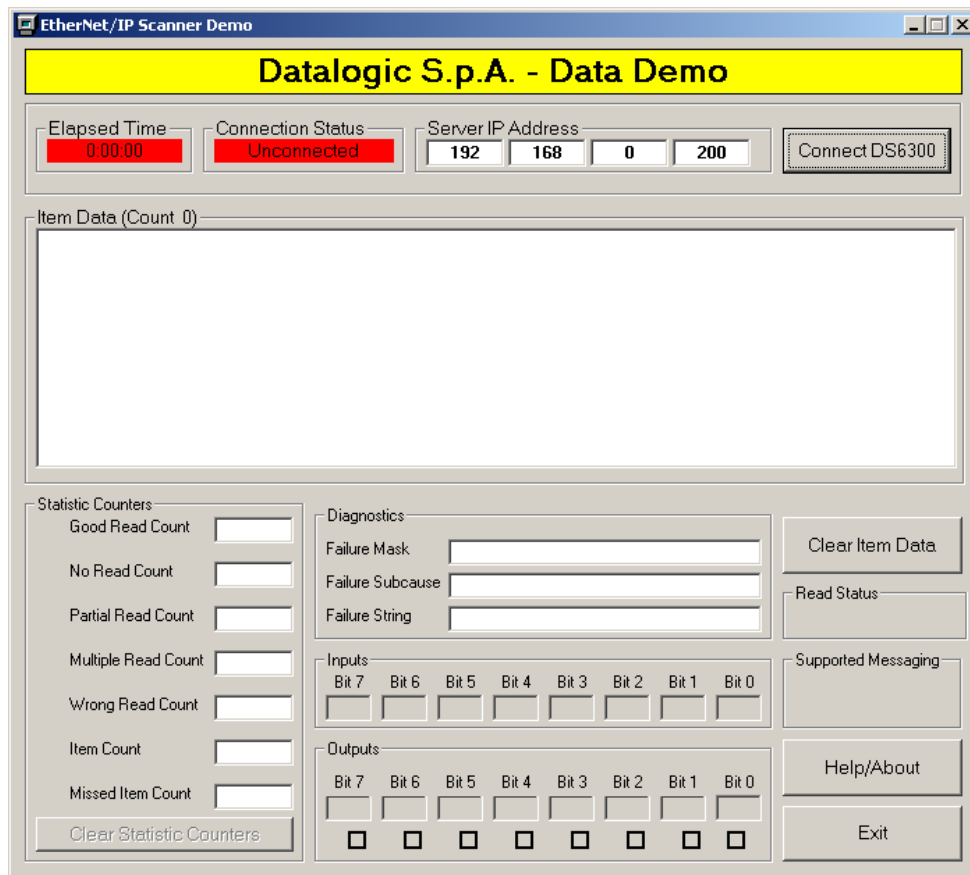 EtherNet/IP Scanner Demo
Datalogic S.p.A. - Data Demo
Elapsed Time
0:00:00
Connection Status
Unconnected
Server IP Address
192 168 0 200
Connect DS6300
Item Data (Count 0)
Statistic Counters
Good Read Count
No Read Count
Partial Read Count
Multiple Read Count
Wrong Read Count
Item Count
Missed Item Count
Clear Statistic Counters
Diagnostics
Failure Mask
Failure Subcause
Failure String
Inputs
Bit 7 Bit 6 Bit 5 Bit 4 Bit 3 Bit 2 Bit 1 Bit 0
Outputs
Bit 7 Bit 6 Bit 5 Bit 4 Bit 3 Bit 2 Bit 1 Bit 0
Clear Item Data
Read Status
Supported Messaging
Help/About
Exit